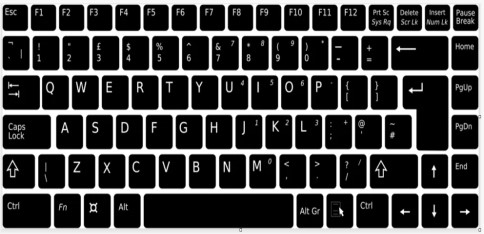 Esc F1 F2 F3 F4 F5 F6 F7 F8 F9 F10 F11 F12 Prt Sc Delete Insert Pause
Sys Rq Scr Lk Num Lk Break
¬ ! " £ $ % ^ & 7 * 8 ( 9 ) * _ + Home
` | 1 2 3 4 5 6 7 8 9 0 - =
Q W E R T Y U 4 I 5 O 6 P - { } PgUp
[ ]
Caps A S D F G H J 1 K 2 L 3 : + @ ~ PgDn
Lock ; ' #
| Z X C V B N M 0 < > ? / End
\ , . /
Ctrl Fn Alt Alt Gr Ctrl